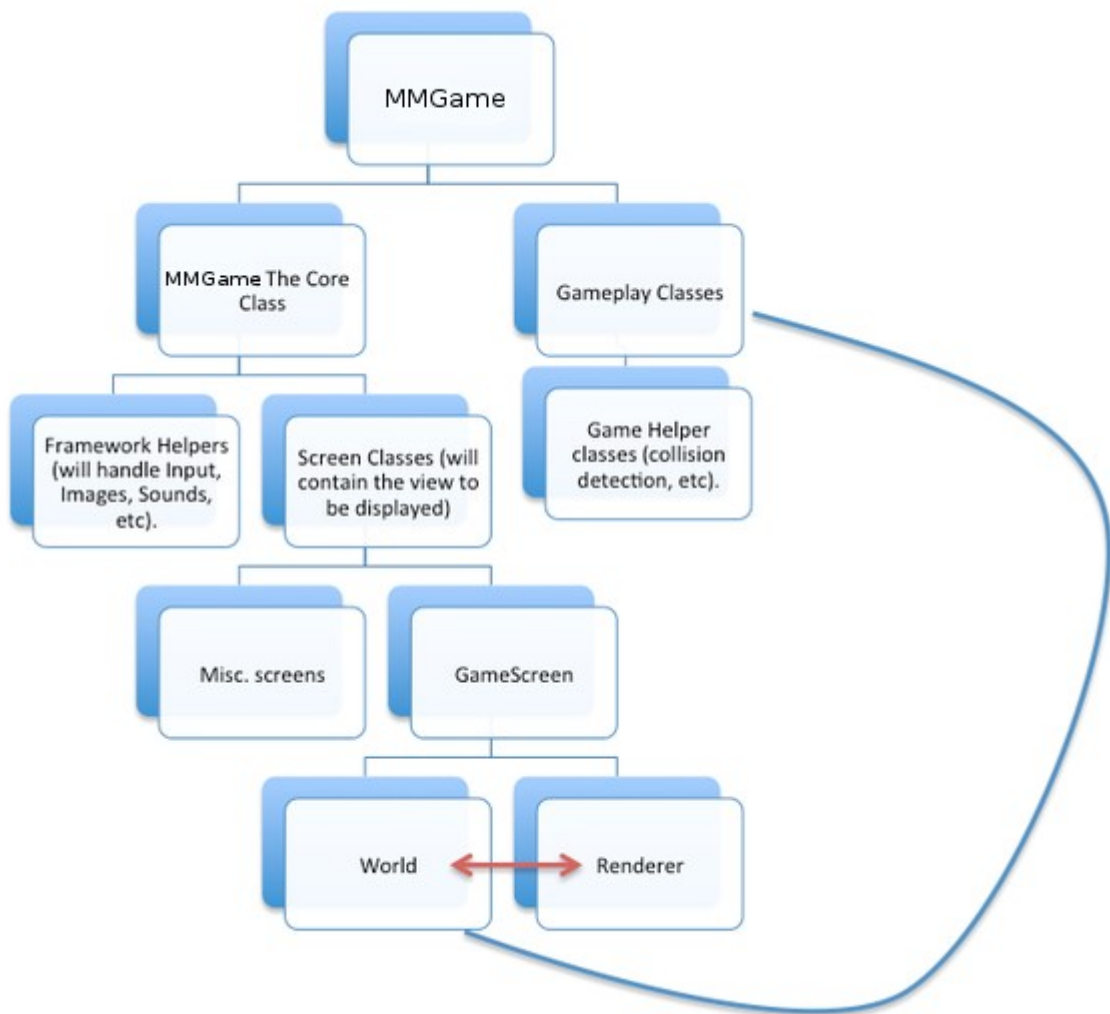 MMGame
MMGame The Core
Class
Gameplay Classes
Framework Helpers
(will handle Input,
Images, Sounds,
etc).
Screen Classes (will
contain the view to
be displayed)
Game Helper
classes (collision
detection, etc).
Misc. screens
GameScreen
World
Renderer